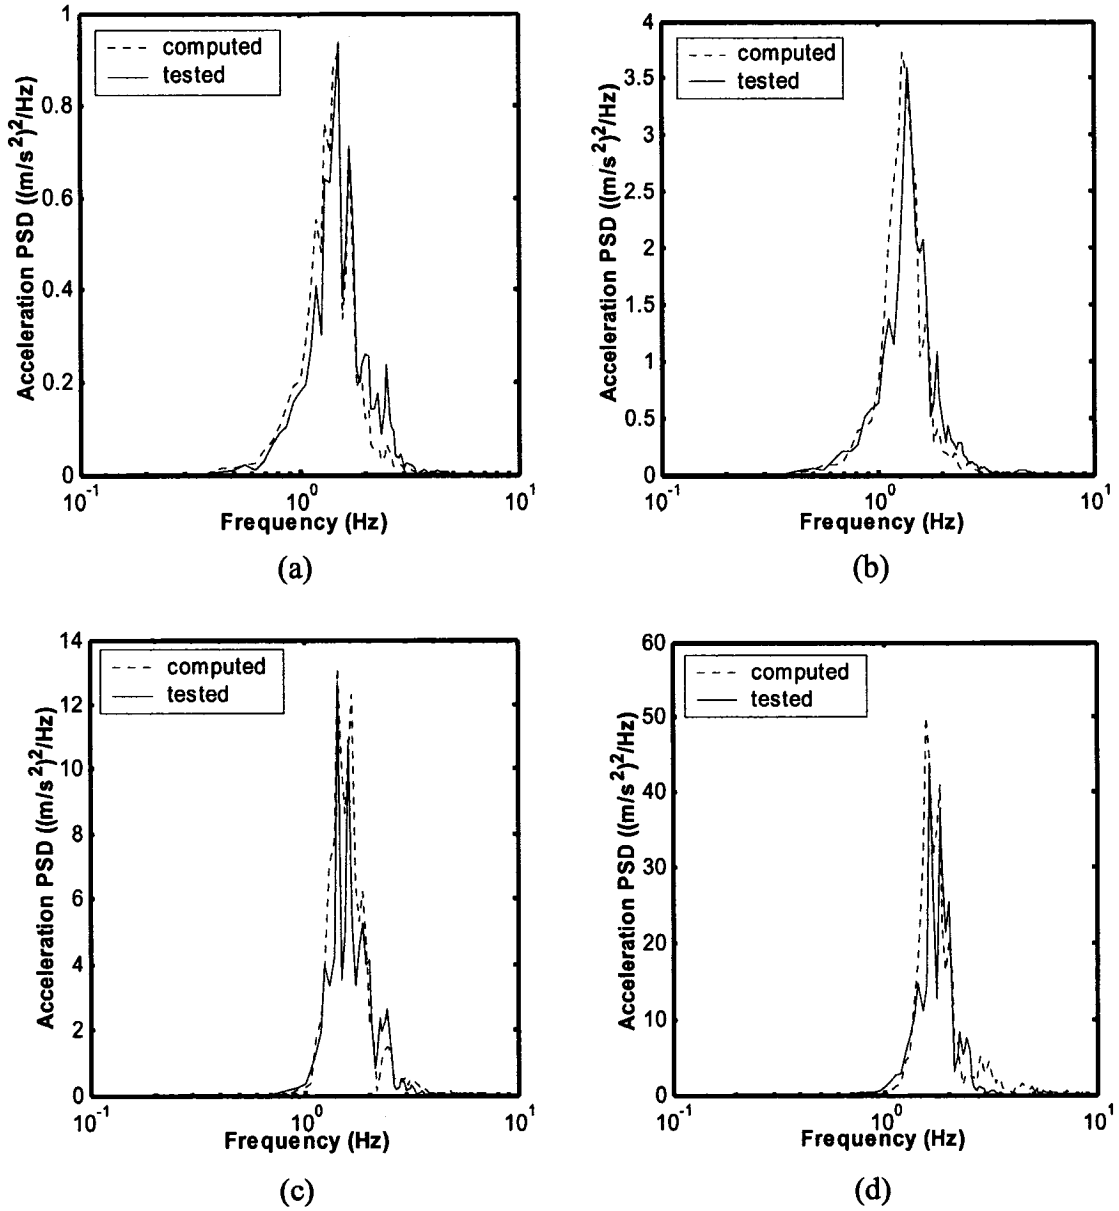 computed
tested
Acceleration PSD ((m/s²)²/Hz)
1
0.8
0.6
0.4
0.2
0
10⁻¹
10⁰
10¹
Frequency (Hz)
(a)
computed
tested
Acceleration PSD ((m/s²)²/Hz)
4
3.5
3
2.5
2
1.5
1
0.5
0
10⁻¹
10⁰
10¹
Frequency (Hz)
(b)
computed
tested
Acceleration PSD ((m/s²)²/Hz)
14
12
10
8
6
4
2
0
10⁻¹
10⁰
10¹
Frequency (Hz)
(c)
computed
tested
Acceleration PSD ((m/s²)²/Hz)
60
50
40
30
20
10
0
10⁻¹
10⁰
10¹
Frequency (Hz)
(d)